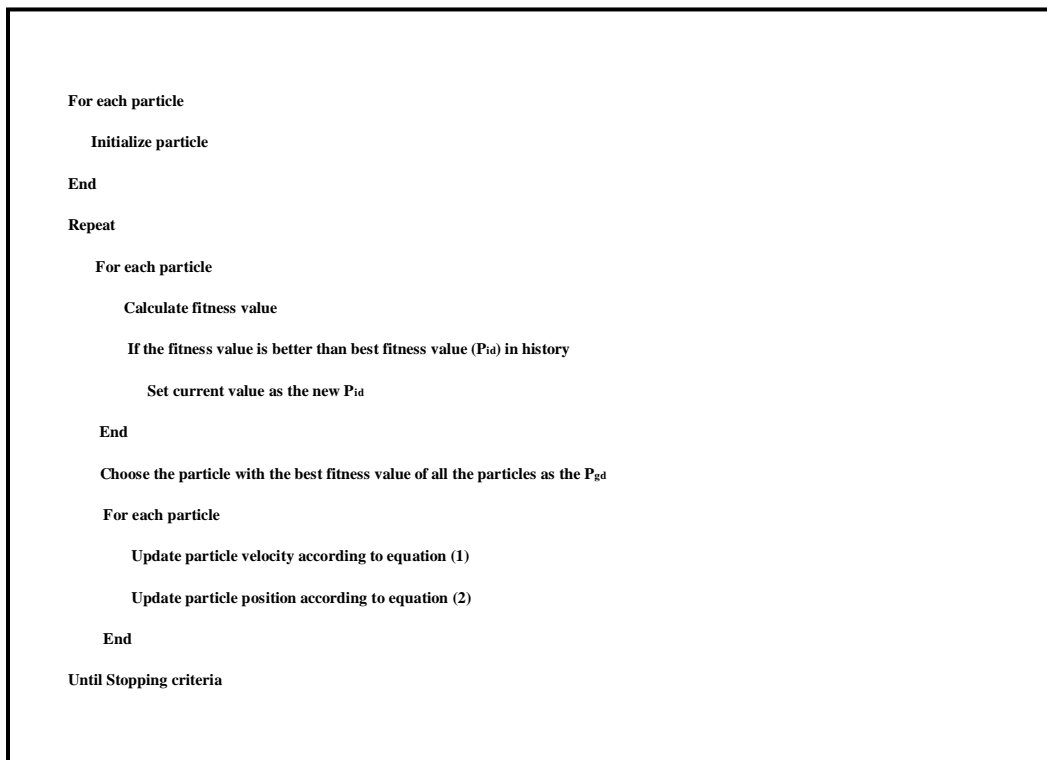 For each particle
Initialize particle
End
Repeat
For each particle
Calculate fitness value
If the fitness value is better than best fitness value (Pid) in history
Set current value as the new Pid
End
Choose the particle with the best fitness value of all the particles as the Pgd
For each particle
Update particle velocity according to equation (1)
Update particle position according to equation (2)
End
Until Stopping criteria